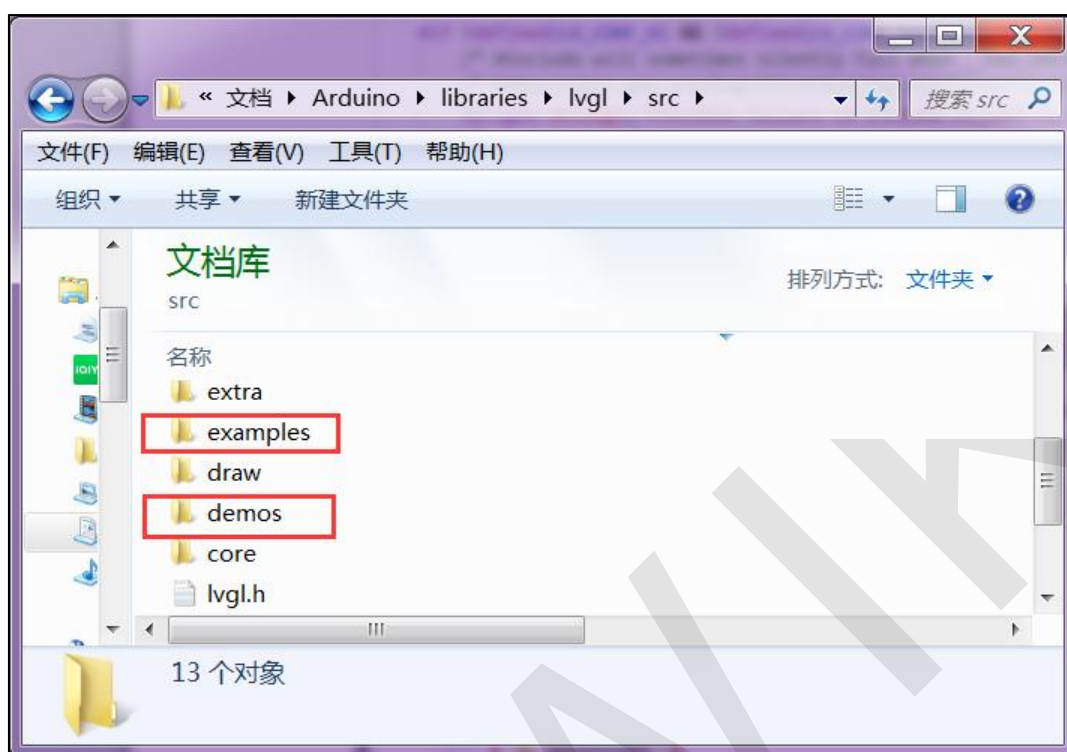 « 文档 ▸ Arduino ▸ libraries ▸ lvgl ▸ src ▸
搜索 src
文件(F) 编辑(E) 查看(V) 工具(T) 帮助(H)
组织 共享 新建文件夹
文档库
src
排列方式: 文件夹
名称
extra
examples
draw
demos
core
lvgl.h
13 个对象